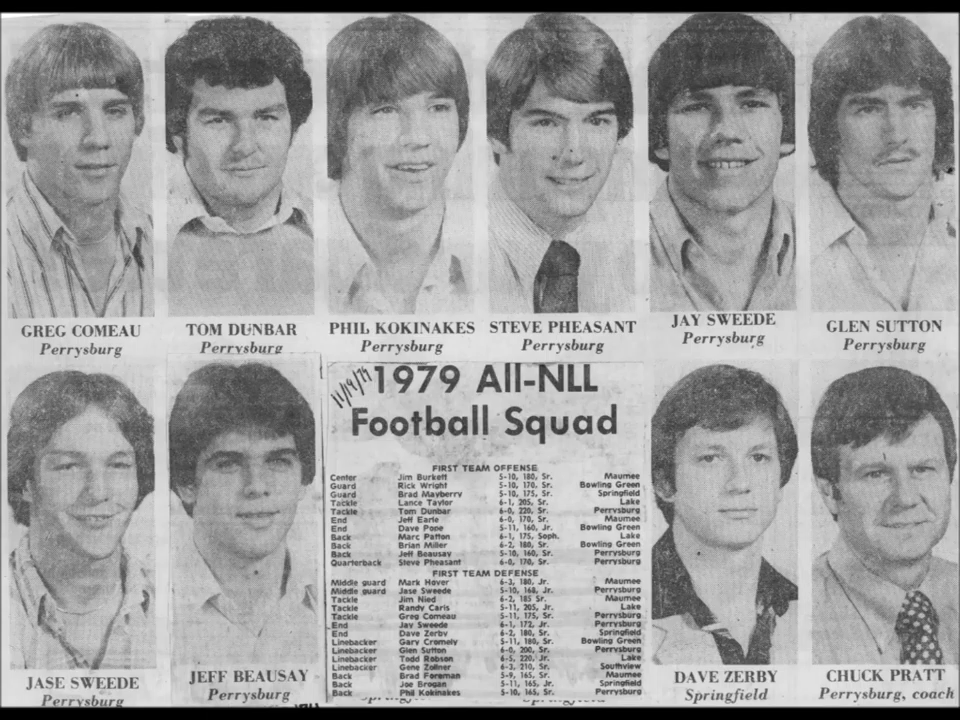 GREG COMEAU
Perrysburg
TOM DUNBAR
Perrysburg
PHIL KOKINAKES
Perrysburg
STEVE PHEASANT
Perrysburg
JAY SWEEDE
Perrysburg
GLEN SUTTON
Perrysburg
11/19/79
1979 All-NLL
Football Squad
FIRST TEAM OFFENSE
Center Jim Burkett 5-10, 180, Sr. Maumee
Guard Rick Wright 5-10, 170, Sr. Bowling Green
Guard Brad Mayberry 5-10, 175, Sr. Springfield
Tackle Lance Taylor 6-1, 205, Sr. Lake
Tackle Tom Dunbar 6-0, 220, Sr. Perrysburg
End Jeff Earle 6-0, 170, Sr. Maumee
End Dave Pope 5-11, 160, Jr. Bowling Green
Back Marc Patton 6-1, 175, Soph. Lake
Back Brian Miller 6-2, 180, Sr. Bowling Green
Back Jeff Beausay 5-10, 160, Sr. Perrysburg
Quarterback Steve Pheasant 6-0, 170, Sr. Perrysburg
FIRST TEAM DEFENSE
Middle guard Mark Hover 6-3, 180, Jr. Maumee
Middle guard Jase Sweede 5-10, 168, Jr. Perrysburg
Tackle Jim Nied 6-2, 185 Sr. Maumee
Tackle Randy Caris 5-11, 205, Jr. Lake
Tackle Greg Comeau 5-11, 175, Sr. Perrysburg
End Jay Sweede 6-1, 172, Jr. Perrysburg
End Dave Zerby 6-2, 180, Sr. Springfield
Linebacker Gary Cromely 5-11, 180, Sr. Bowling Green
Linebacker Glen Sutton 6-0, 200, Sr. Perrysburg
Linebacker Todd Robson 6-5, 220, Jr. Lake
Linebacker Gene Zollner 6-3, 210, Sr. Southview
Back Brad Foreman 5-9, 165, Sr. Maumee
Back Joe Brogan 5-11, 165, Jr. Springfield
Back Phil Kokinakes 5-10, 165, Sr. Perrysburg
JASE SWEEDE
Perrysburg
JEFF BEAUSAY
Perrysburg
DAVE ZERBY
Springfield
CHUCK PRATT
Perrysburg, coach